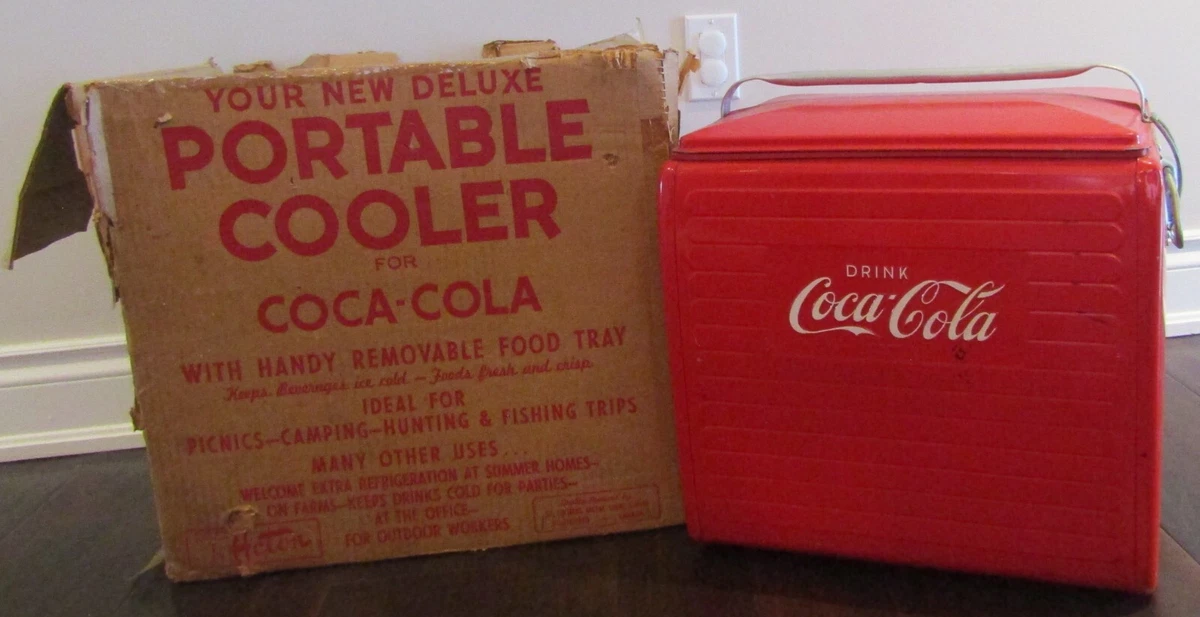 YOUR NEW DELUXE
PORTABLE
COOLER
FOR
COCA-COLA
WITH HANDY REMOVABLE FOOD TRAY
Keeps Beverages ice cold — Foods fresh and crisp
IDEAL FOR
PICNICS—CAMPING—HUNTING & FISHING TRIPS
MANY OTHER USES...
WELCOME EXTRA REFRIGERATION AT SUMMER HOMES—
ON FARMS—KEEPS DRINKS COLD FOR PARTIES—
AT THE OFFICE—
FOR OUTDOOR WORKERS
DRINK
Coca-Cola